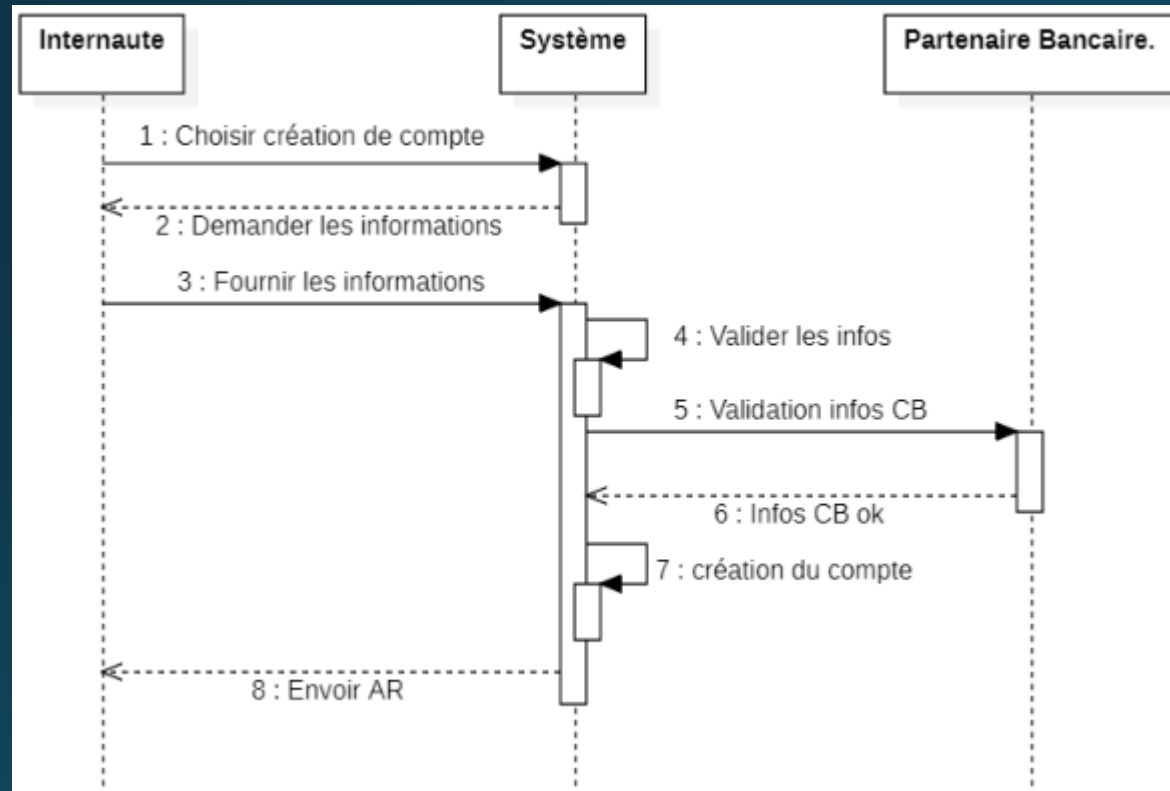 Internaute
Système
Partenaire Bancaire.
1 : Choisir création de compte
2 : Demander les informations
3 : Fournir les informations
4 : Valider les infos
5 : Validation infos CB
6 : Infos CB ok
7 : création du compte
8 : Envoir AR